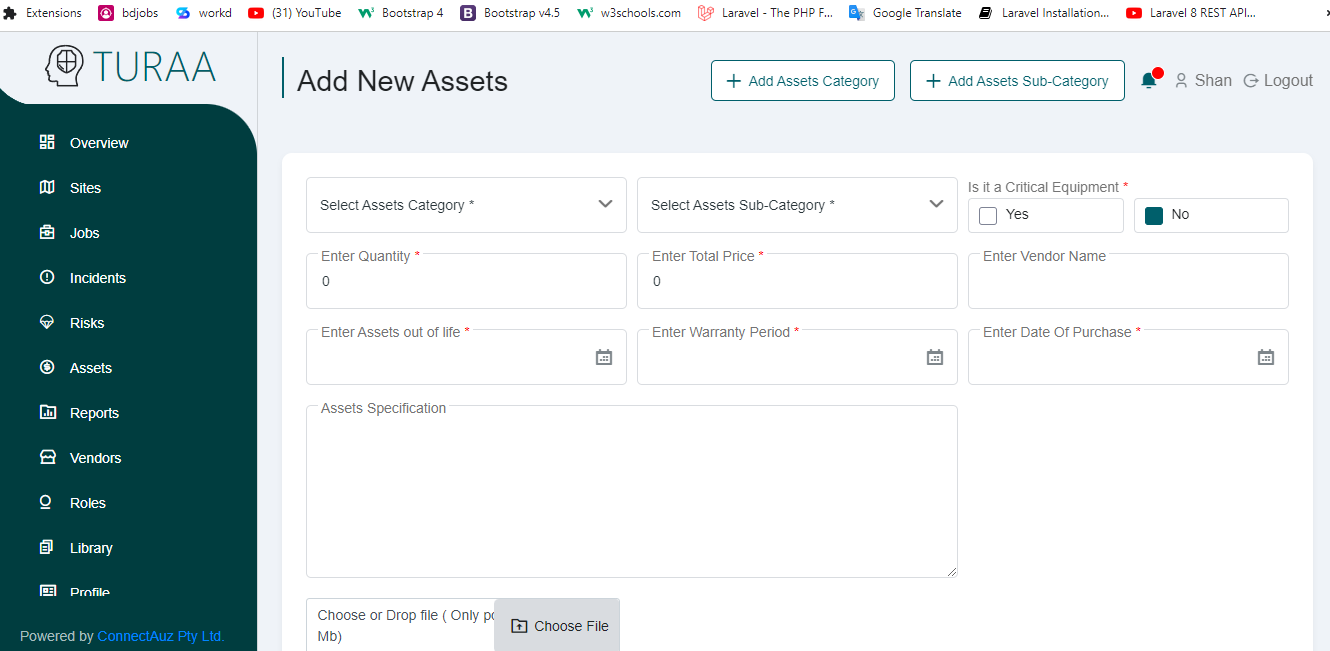 Extensions
bdjobs
workd
(31) YouTube
Bootstrap 4
B
Bootstrap v4.5
w3schools.com
Laravel - The PHP F...
Google Translate
Laravel Installation...
Laravel 8 REST API...
TURAA
Add New Assets
+ Add Assets Category
+ Add Assets Sub-Category
Shan
Logout
Overview
Sites
Jobs
Incidents
Risks
Assets
Reports
Vendors
Roles
Library
Profile
Powered by ConnectAuz Pty Ltd.
Select Assets Category *
Select Assets Sub-Category *
Is it a Critical Equipment *
Yes
No
Enter Quantity *
0
Enter Total Price *
0
Enter Vendor Name
Enter Assets out of life *
Enter Warranty Period *
Enter Date Of Purchase *
Assets Specification
Choose or Drop file ( Only
Mb)
Choose File